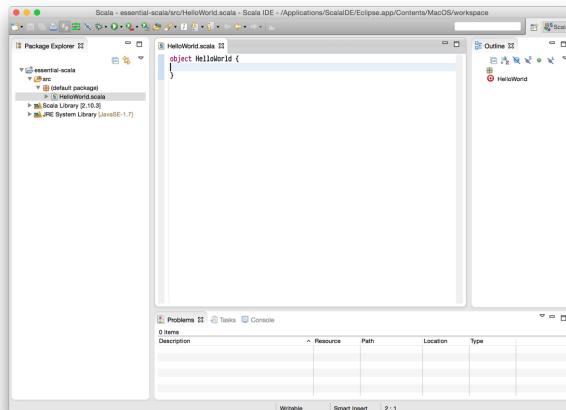 Scala - essential-scala/src/HelloWorld.scala - Scala IDE - /Applications/ScalaIDE/Eclipse.app/Contents/MacOS/workspace
Scal
Package Explorer
essential-scala
src
(default package)
HelloWorld.scala
Scala Library [2.10.3]
JRE System Library [JavaSE-1.7]
HelloWorld.scala
object HelloWorld {
}
Outline
HelloWorld
Problems Tasks Console
0 items
Description Resource Path Location Type
Writable Smart Insert 2 : 1